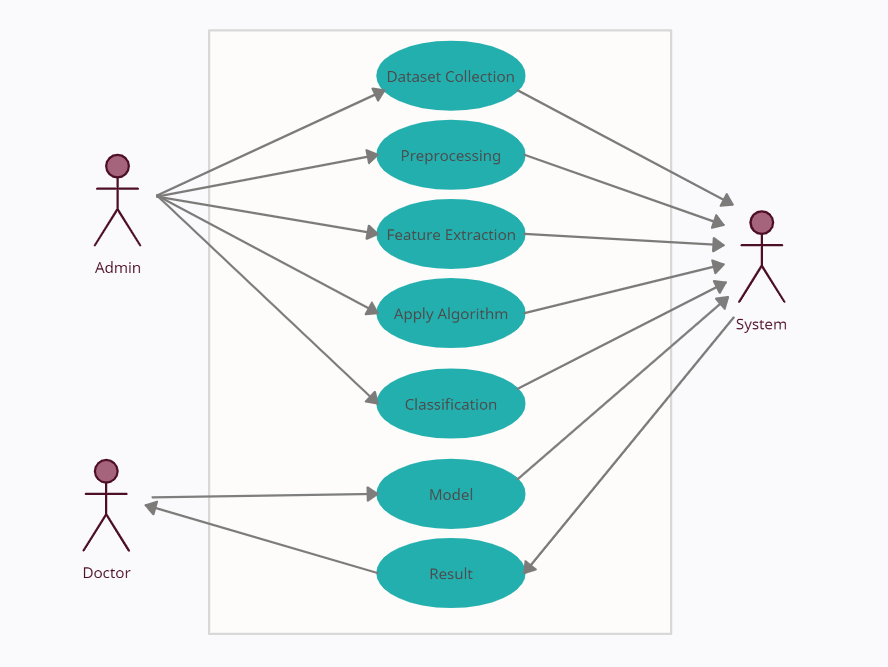 Dataset Collection
Preprocessing
Feature Extraction
Admin
Apply Algorithm
System
Classification
Model
Doctor
Result